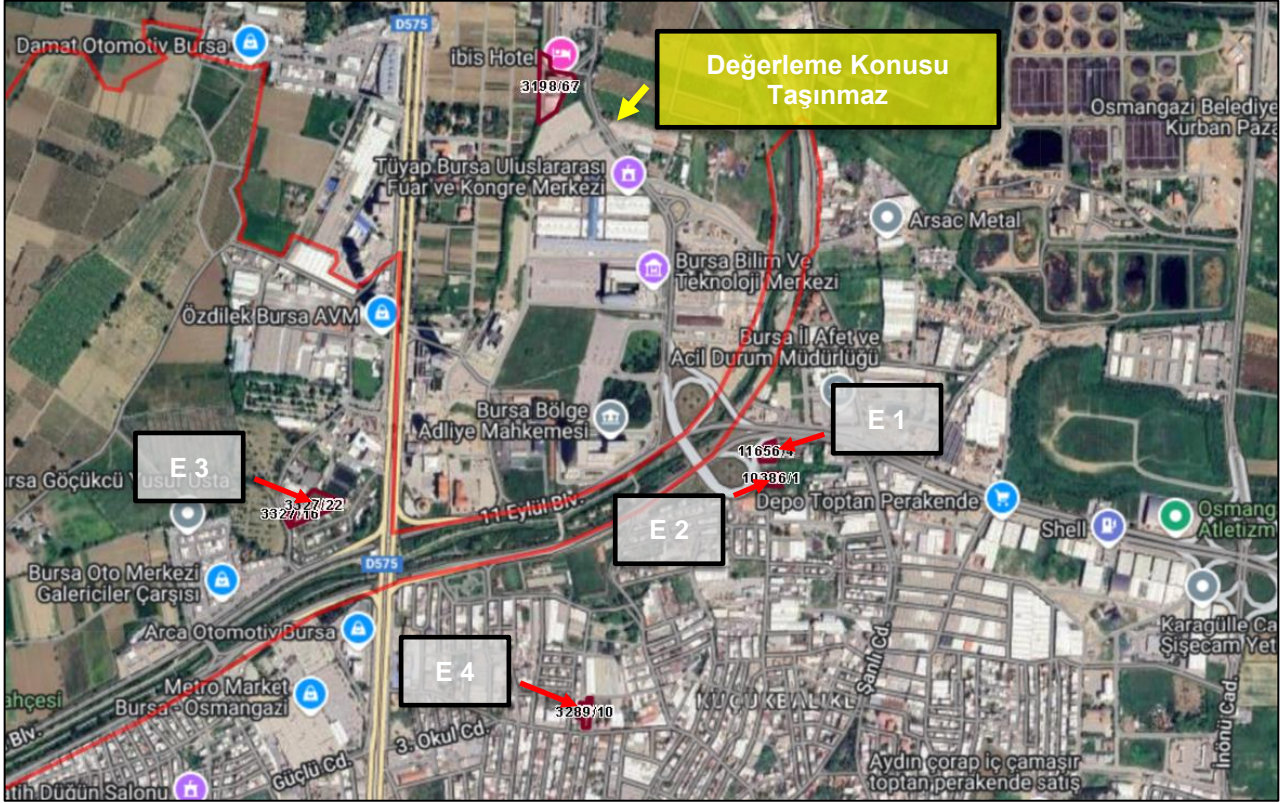 D575
Damat Otomotiv Bursa
ibis Hotel
3198/67
Değerleme Konusu
Taşınmaz
Osmangazi Belediye
Kurban Paza
Tüyap Bursa Uluslararası
Fuar ve Kongre Merkezi
Arsac Metal
Bursa Bilim Ve
Teknoloji Merkezi
Özdilek Bursa AVM
Bursa İl Afet ve
Acil Durum Müdürlüğü
Bursa Bölge
Adliye Mahkemesi
E 1
11656/4
E 3
rsa Göçükcü Yusuf Usta
3327/22
3327/16
10386/1
E 2
Depo Toptan Perakende
11 Eylül Blv.
Shell
Osmang
Atletizm
D575
Bursa Oto Merkezi
Galericiler Çarşısı
Arca Otomotiv Bursa
Karagülle Ca
Şişecam Yet
E 4
Şanlı Cd.
Metro Market
Bursa - Osmangazi
ahçesi
3289/10
KÜÇÜKBALIKLI
BLV.
3. Okul Cd.
İnönü Cad.
Güçlü Cd.
Aydın çorap iç çamaşır
toptan perakende satış
atih Düğün Salonu